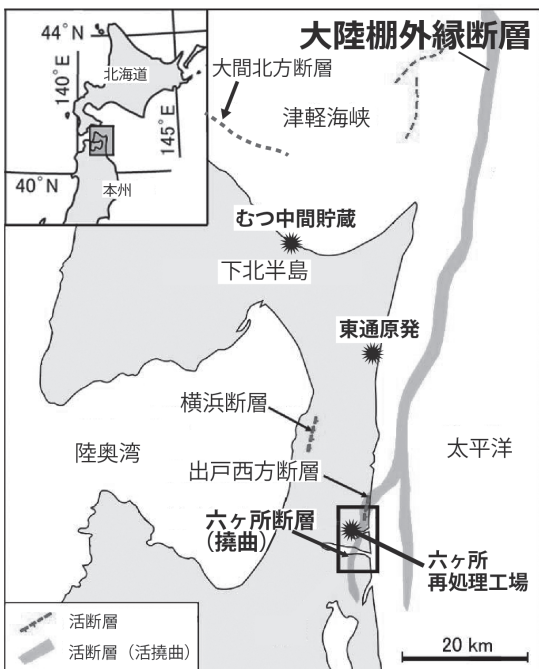 44°N
大陸棚外縁断層
140°E
北海道
大間北方断層
津軽海峡
145°E
40°N
本州
むつ中間貯蔵
下北半島
東通原発
横浜断層
陸奥湾
太平洋
出戸西方断層
六ヶ所断層
（撓曲）
六ヶ所
再処理工場
活断層
活断層（活撓曲）
20 km